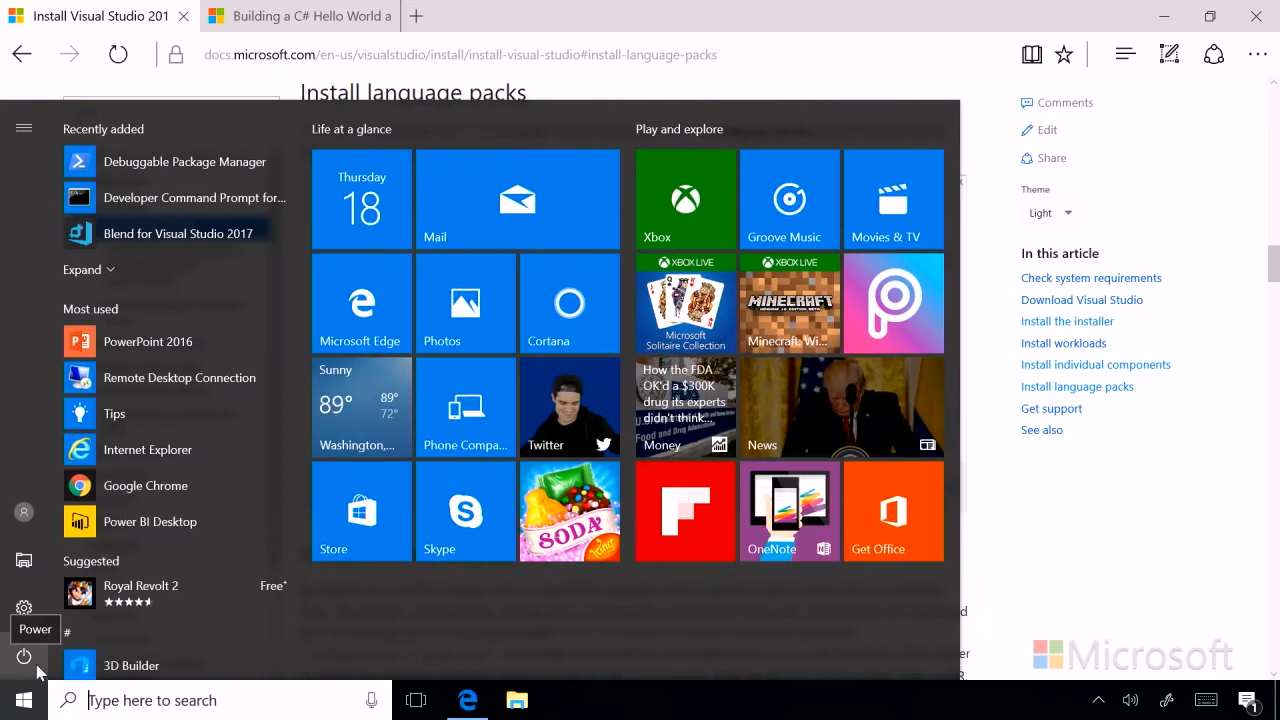 Install Visual Studio 201
Building a C# Hello World a
docs.microsoft.com/en-us/visualstudio/install/install-visual-studio#install-language-packs
Install language packs
Comments
Edit
Share
Theme
Light
In this article
Check system requirements
Download Visual Studio
Install the installer
Install workloads
Install individual components
Install language packs
Get support
See also
Recently added
Debuggable Package Manager
Developer Command Prompt for...
Blend for Visual Studio 2017
Expand
Most used
PowerPoint 2016
Remote Desktop Connection
Tips
Internet Explorer
Google Chrome
Power BI Desktop
Suggested
Royal Revolt 2
Free+
#
3D Builder
Power
Life at a glance
Thursday
18
Mail
Microsoft Edge
Photos
Cortana
Sunny
89°
89°
72°
Washington,...
Phone Compa...
Twitter
Store
Skype
SODA
King
Play and explore
Xbox
Groove Music
Movies & TV
XBOX LIVE
Microsoft
Solitaire Collection
XBOX LIVE
MINECRAFT
Minecraft: Wi...
How the FDA
OK'd a $300K
drug its experts
didn't think...
Money
News
OneNote
Get Office
Microsoft
Type here to search
1